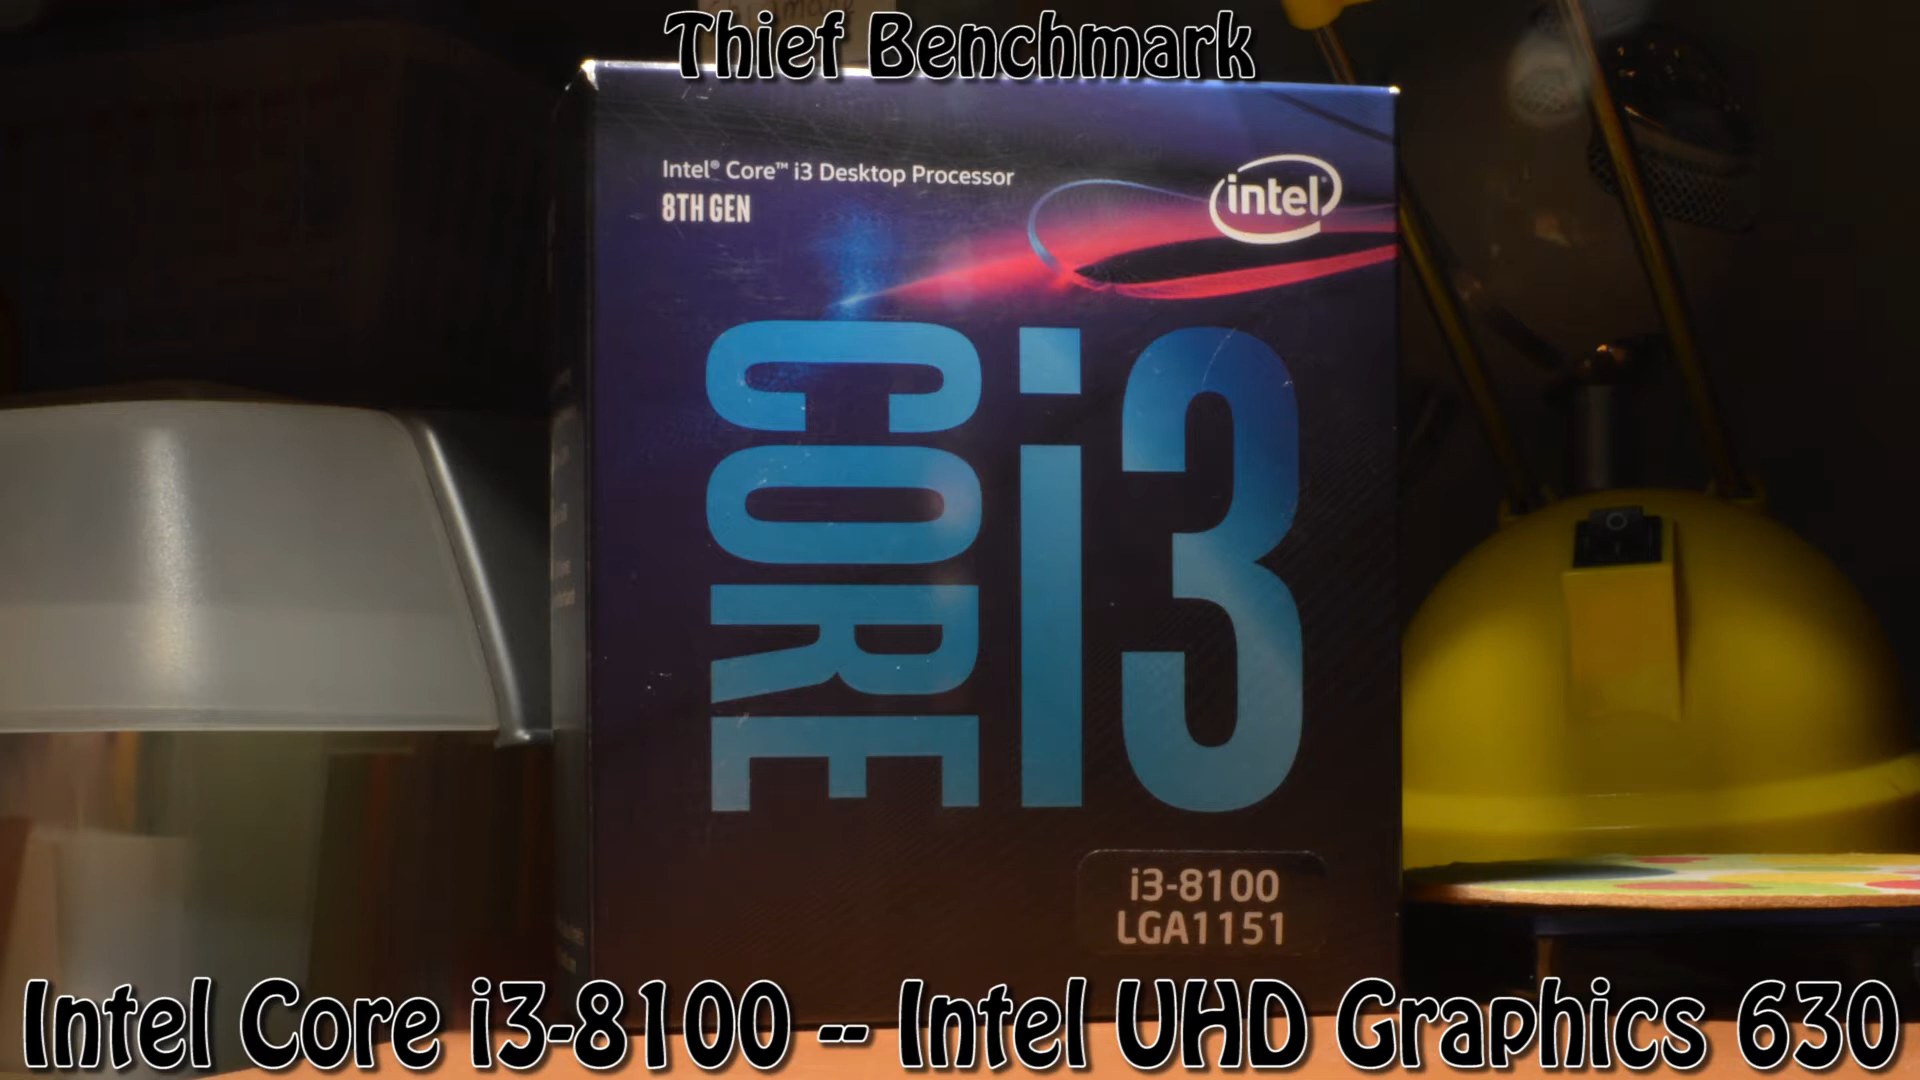 Thief Benchmark
Intel® Core™ i3 Desktop Processor
8TH GEN
intel
CORE i3
i3-8100
LGA1151
Intel Core i3-8100 -- Intel UHD Graphics 630